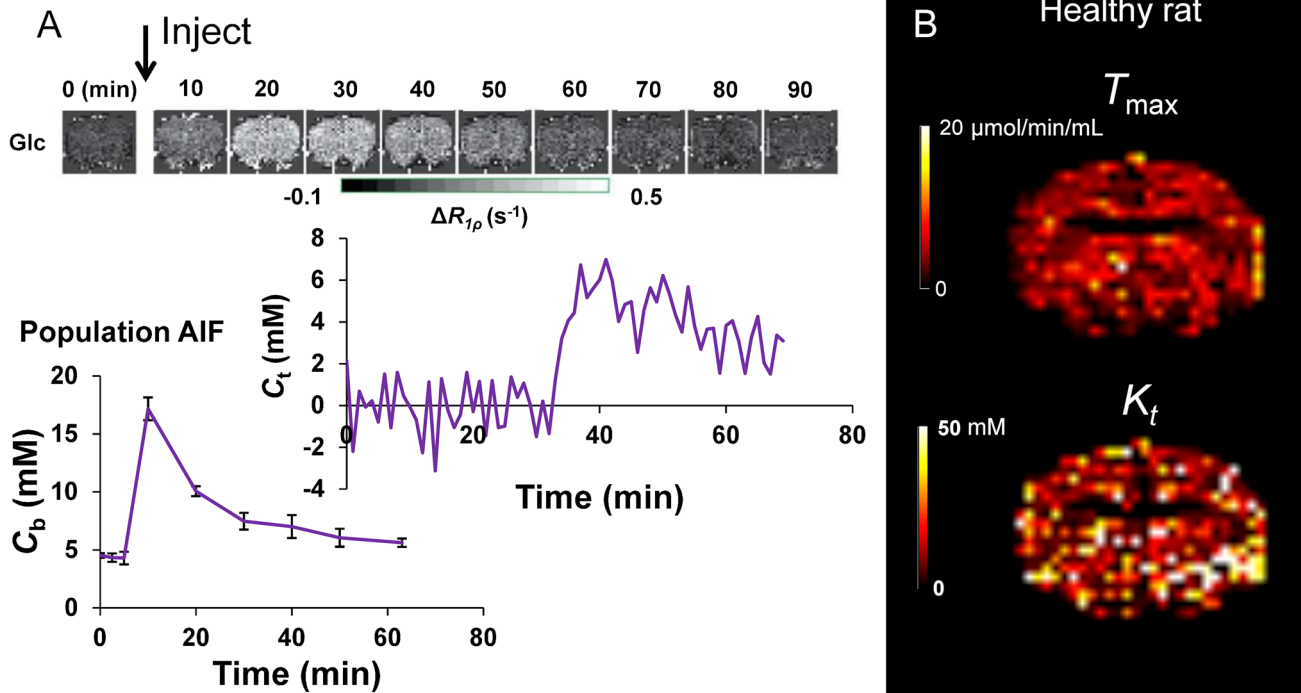 A
Inject
0 (min) 10 20 30 40 50 60 70 80 90
Glc
-0.1 0.5
ΔR1ρ (s-1)
8
6
4
2
0
-2
-4
0 20 40 60 80
Ct (mM)
Time (min)
Population AIF
20
15
10
5
0
0 20 40 60 80
Cb (mM)
Time (min)
B
Healthy rat
Tmax
20 μmol/min/mL
0
Kt
50 mM
0